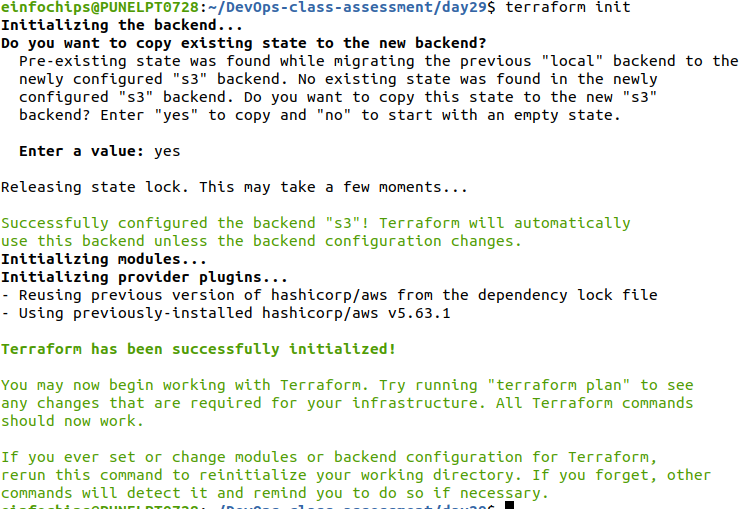 einfochips@PUNELPT0728:~/DevOps-class-assessment/day29$ terraform init
Initializing the backend...
Do you want to copy existing state to the new backend?
  Pre-existing state was found while migrating the previous "local" backend to the
  newly configured "s3" backend. No existing state was found in the newly
  configured "s3" backend. Do you want to copy this state to the new "s3"
  backend? Enter "yes" to copy and "no" to start with an empty state.
  Enter a value: yes
Releasing state lock. This may take a few moments...
Successfully configured the backend "s3"! Terraform will automatically
use this backend unless the backend configuration changes.
Initializing modules...
Initializing provider plugins...
- Reusing previous version of hashicorp/aws from the dependency lock file
- Using previously-installed hashicorp/aws v5.63.1
Terraform has been successfully initialized!
You may now begin working with Terraform. Try running "terraform plan" to see
any changes that are required for your infrastructure. All Terraform commands
should now work.
If you ever set or change modules or backend configuration for Terraform,
rerun this command to reinitialize your working directory. If you forget, other
commands will detect it and remind you to do so if necessary.
einfochips@PUNELPT0728:~/DevOps-class-assessment/day29$